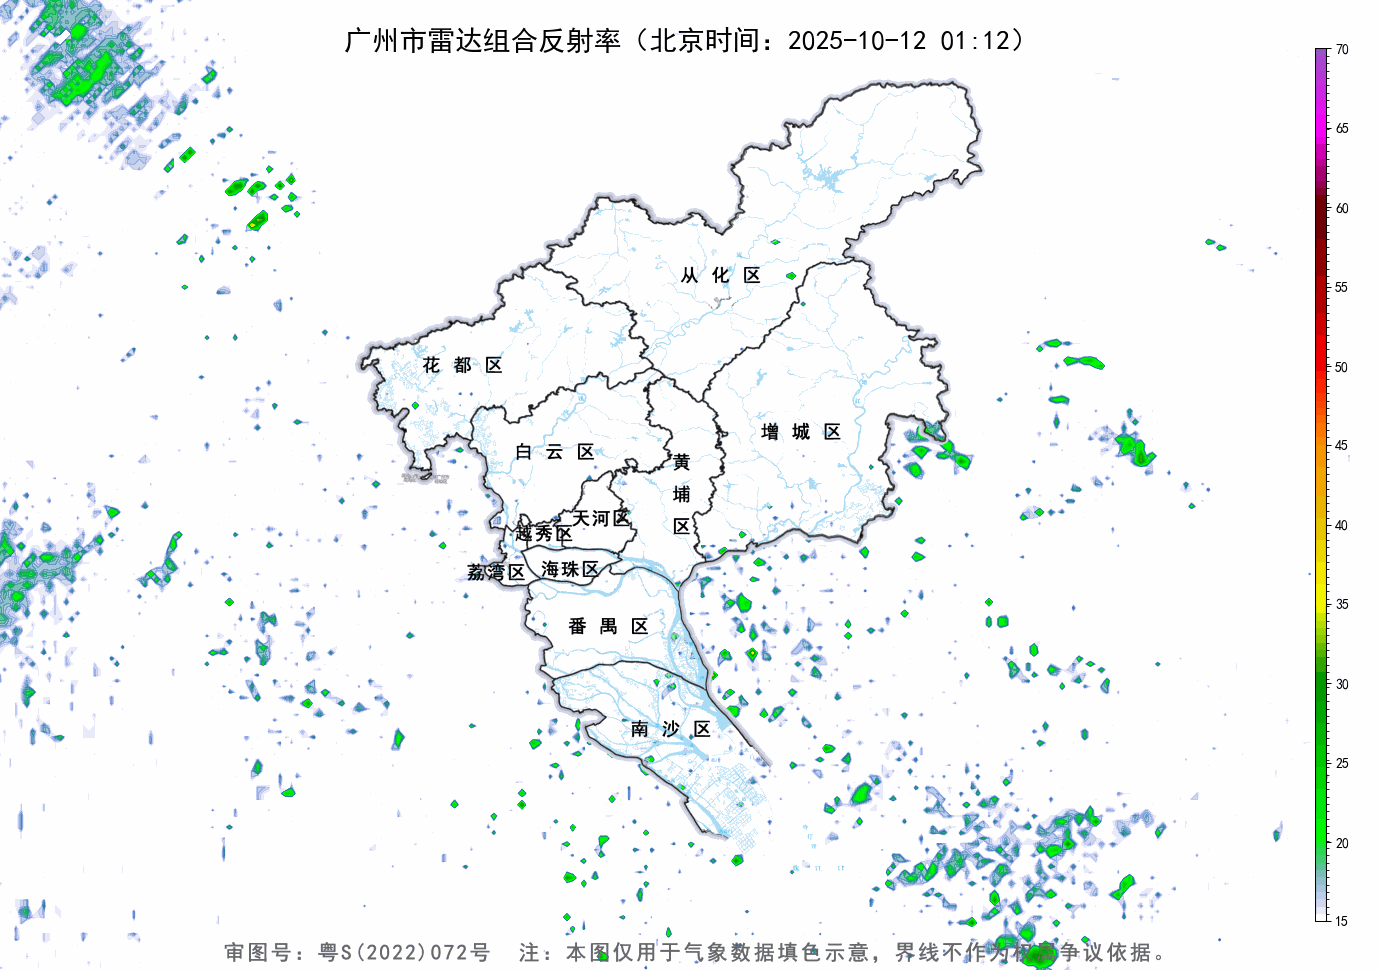 广州市雷达组合反射率（北京时间：2025-10-12 01:12）
70
65
60
55
50
45
40
35
30
25
20
15
从化区
花都区
增城区
白云区
黄埔区
天河区
越秀区
荔湾区
海珠区
番禺区
南沙区
审图号：粤S(2022)072号 注：本图仅用于气象数据填色示意，界线不作为权属争议依据。